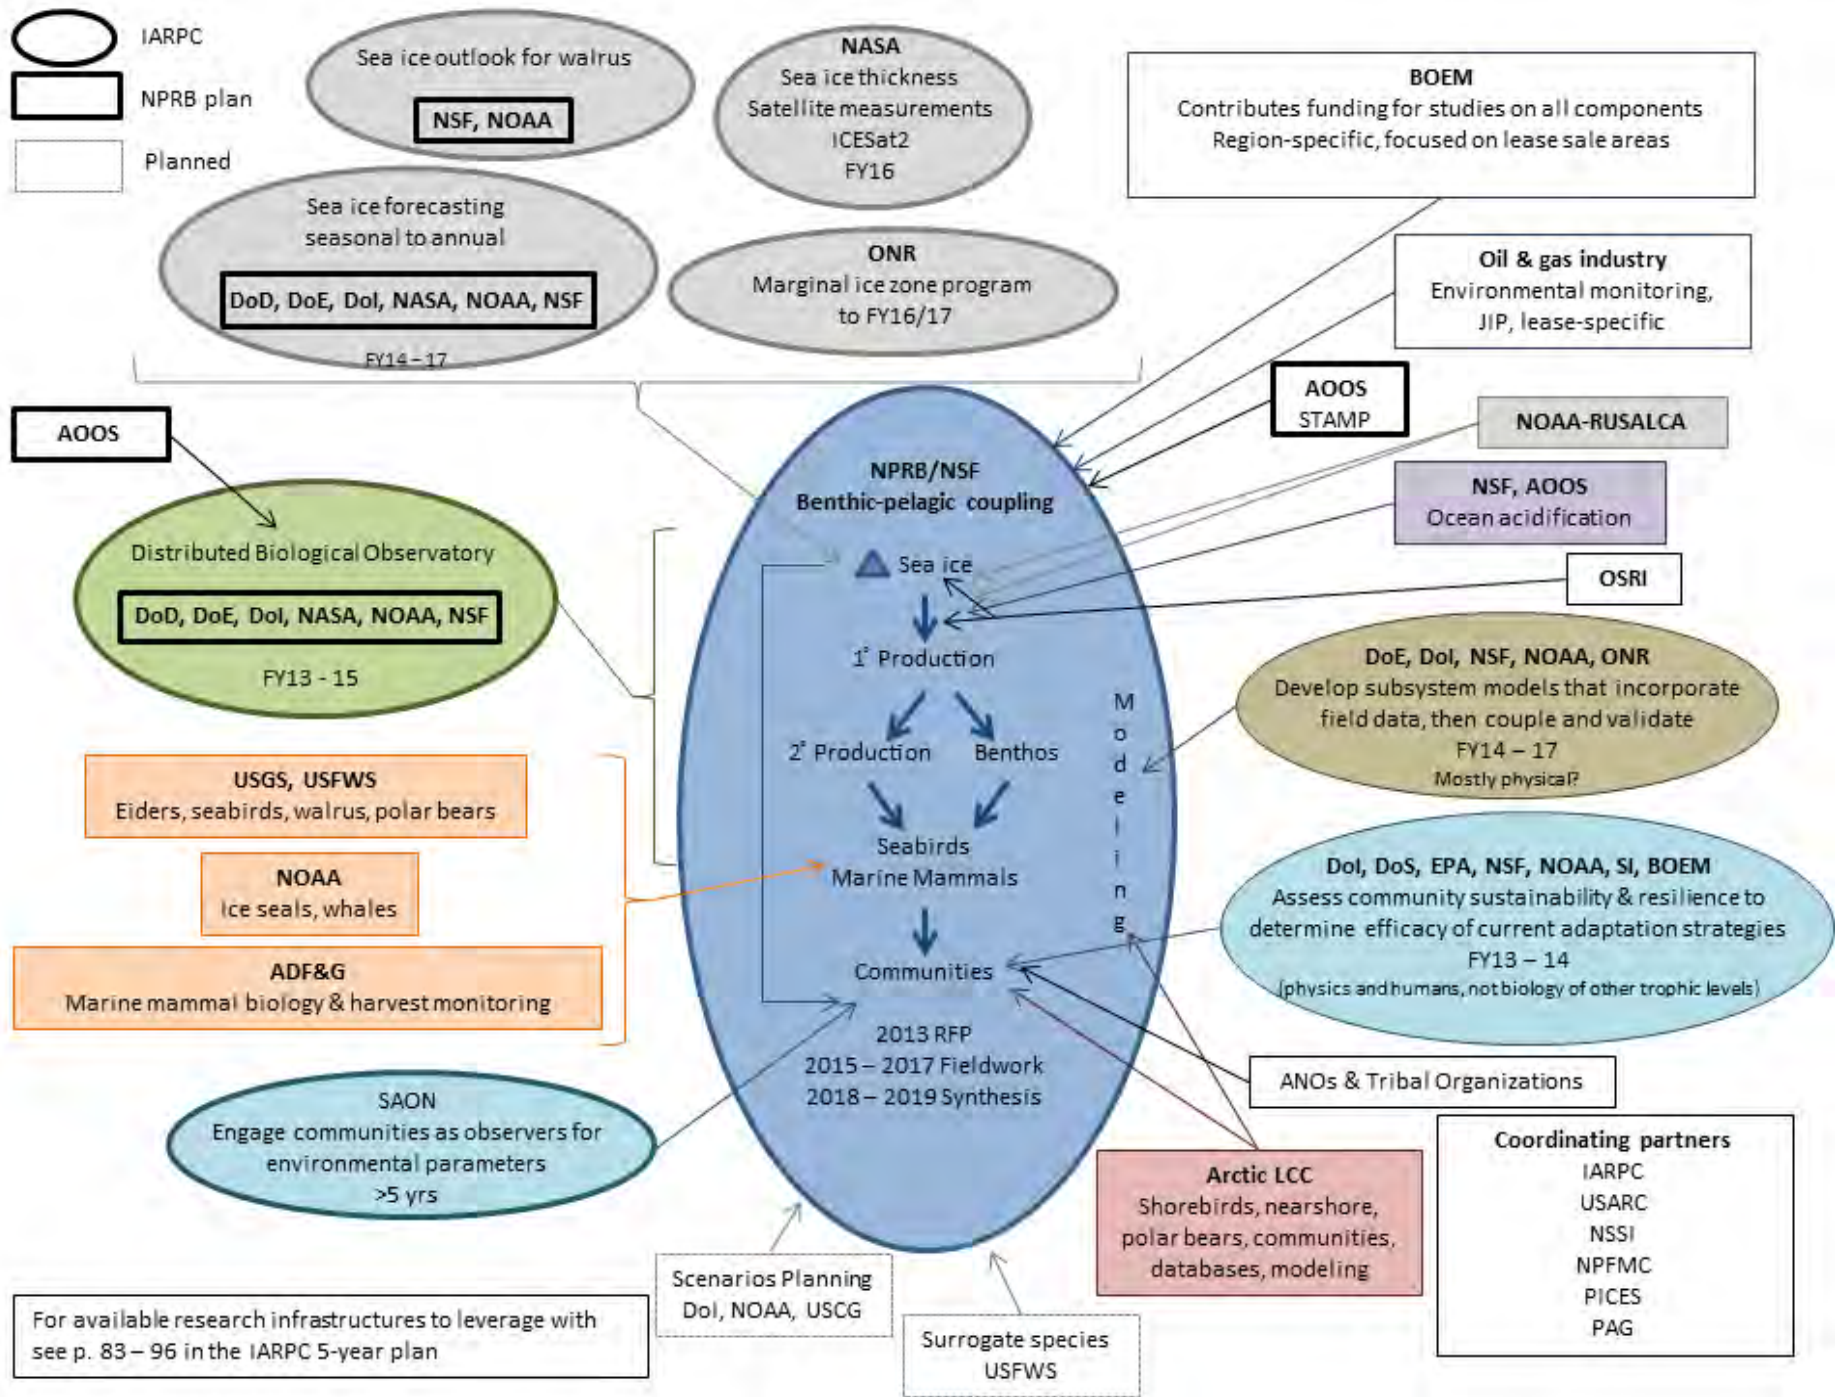 IARPC
NPRB plan
Planned
Sea ice outlook for walrus
NSF, NOAA
NASA
Sea ice thickness
Satellite measurements
ICESat2
FY16
BOEM
Contributes funding for studies on all components
Region-specific, focused on lease sale areas
Sea ice forecasting
seasonal to annual
DoD, DoE, DoI, NASA, NOAA, NSF
FY14 – 17
ONR
Marginal ice zone program
to FY16/17
Oil & gas industry
Environmental monitoring,
JIP, lease-specific
AOOS
STAMP
NOAA-RUSALCA
NSF, AOOS
Ocean acidification
OSRI
AOOS
Distributed Biological Observatory
DoD, DoE, DoI, NASA, NOAA, NSF
FY13 - 15
NPRB/NSF
Benthic-pelagic coupling
Sea ice
1° Production
2° Production
Benthos
Seabirds
Marine Mammals
Communities
2013 RFP
2015 – 2017 Fieldwork
2018 – 2019 Synthesis
M
o
d
e
l
i
n
g
DoE, DoI, NSF, NOAA, ONR
Develop subsystem models that incorporate
field data, then couple and validate
FY14 – 17
Mostly physical?
USGS, USFWS
Eiders, seabirds, walrus, polar bears
NOAA
Ice seals, whales
ADF&G
Marine mammal biology & harvest monitoring
DoI, DoS, EPA, NSF, NOAA, SI, BOEM
Assess community sustainability & resilience to
determine efficacy of current adaptation strategies
FY13 – 14
(physics and humans, not biology of other trophic levels)
SAON
Engage communities as observers for
environmental parameters
>5 yrs
ANOs & Tribal Organizations
Arctic LCC
Shorebirds, nearshore,
polar bears, communities,
databases, modeling
Coordinating partners
IARPC
USARC
NSSI
NPFMC
PICES
PAG
Scenarios Planning
DoI, NOAA, USCG
Surrogate species
USFWS
For available research infrastructures to leverage with
see p. 83 – 96 in the IARPC 5-year plan